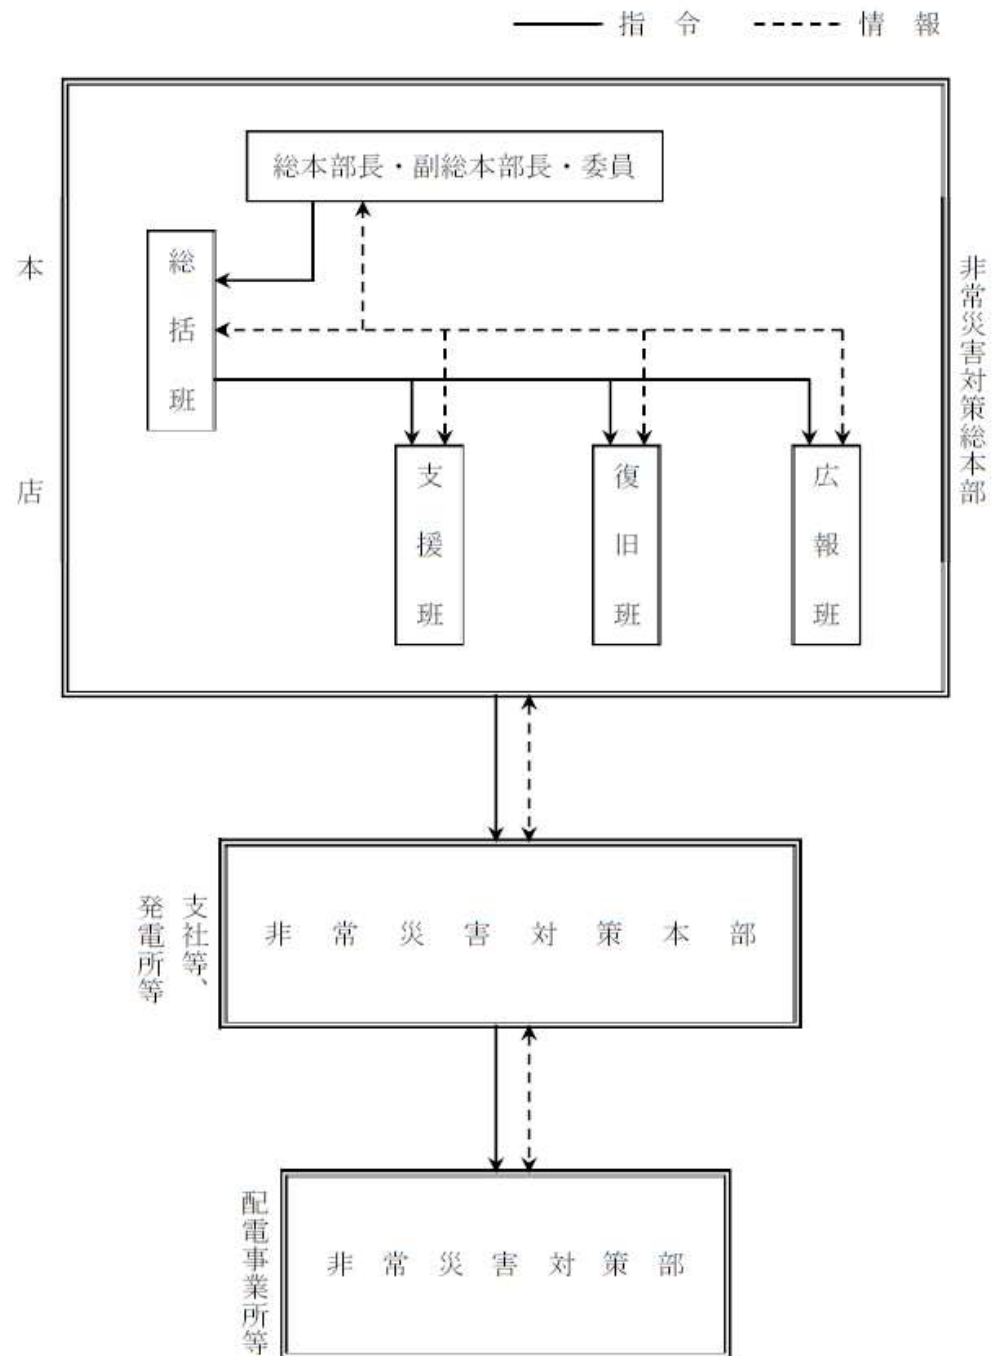 指令
情報
総本部長・副総本部長・委員
本店
総括班
支援班
復旧班
広報班
非常災害対策総本部
支社等、
発電所等
非常災害対策本部
配電事業所等
非常災害対策部